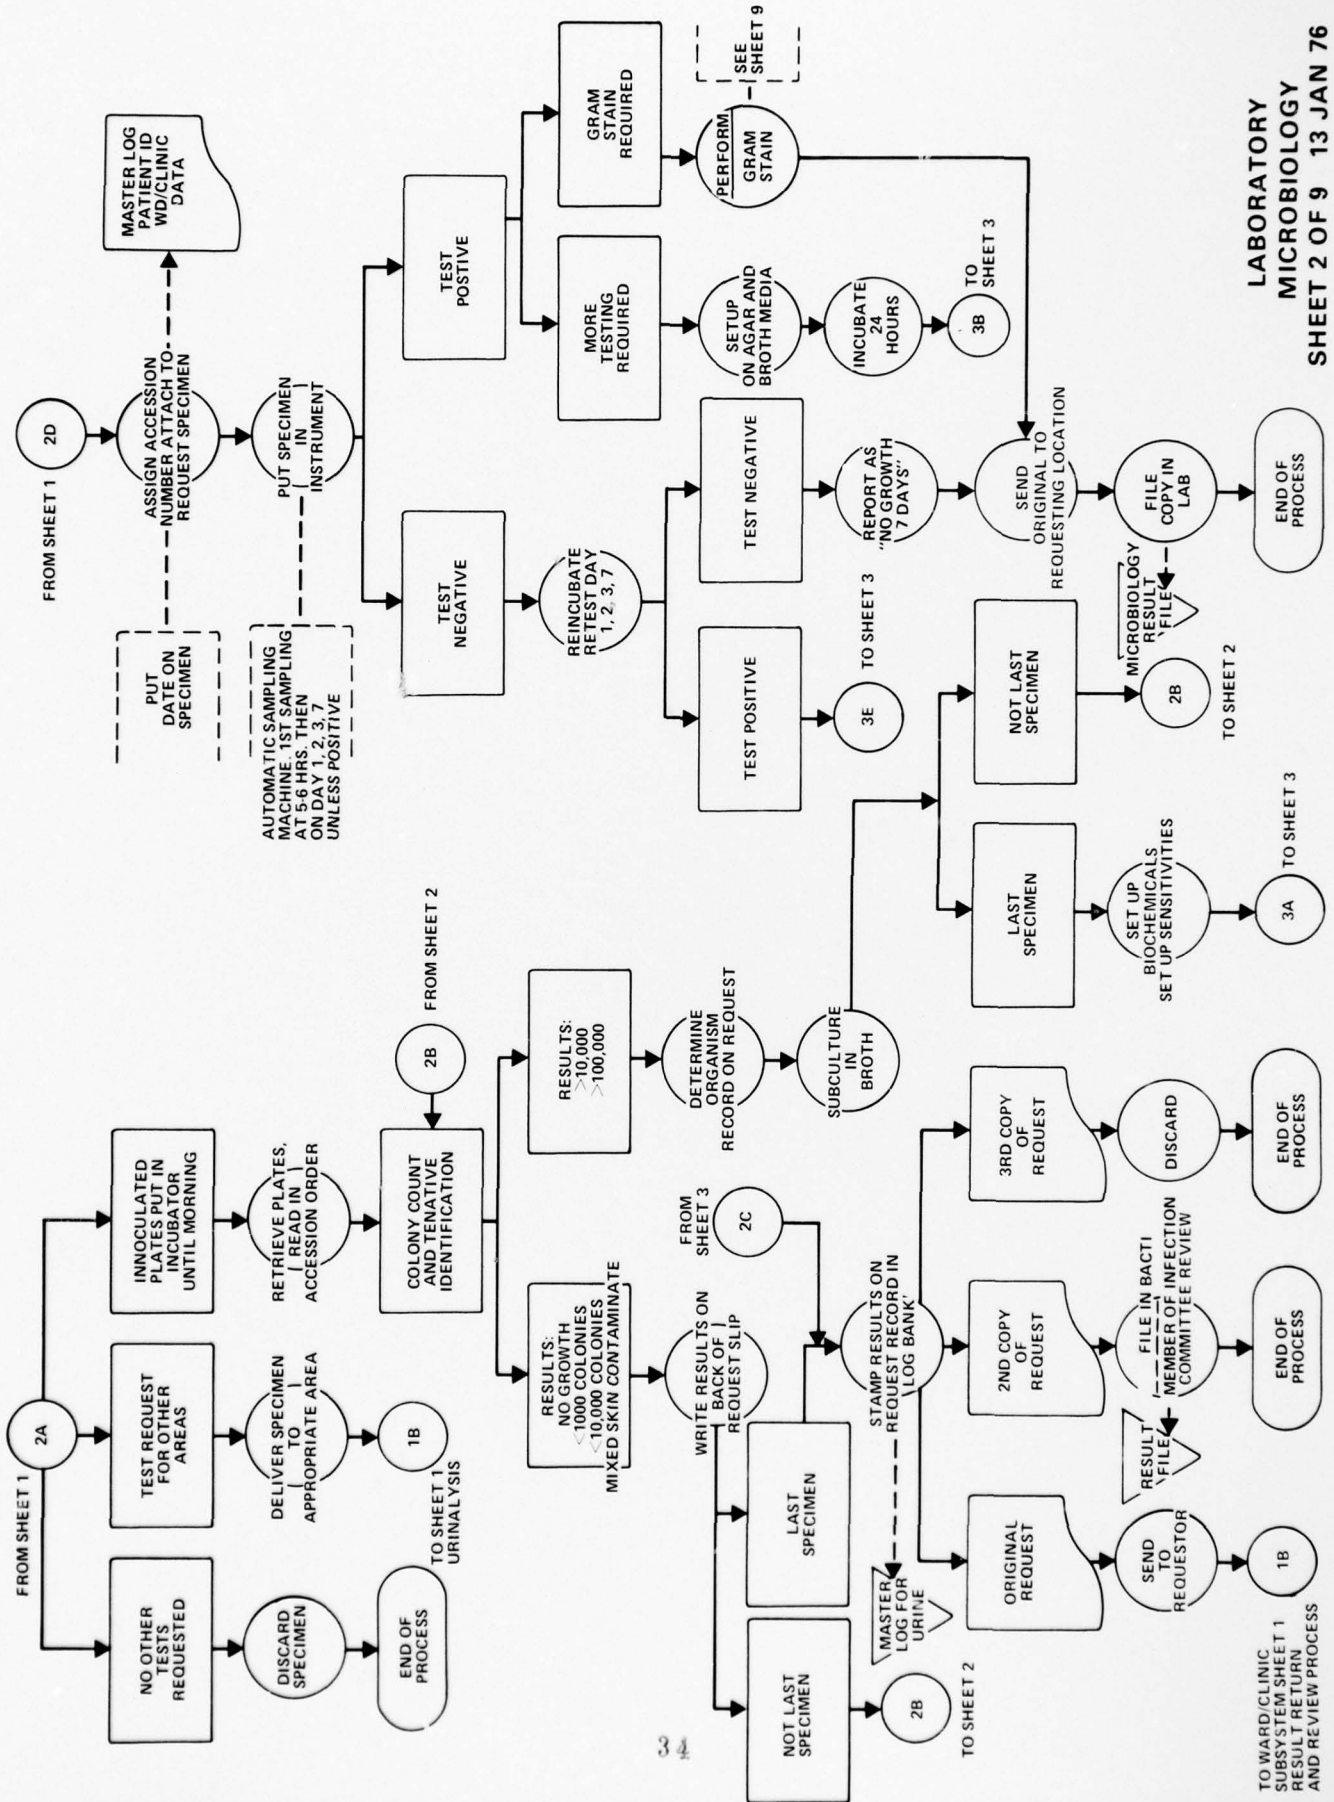 FROM SHEET 1
2A
NO OTHER
TESTS
REQUESTED
DISCARD
SPECIMEN
END OF
PROCESS
TEST REQUEST
FOR OTHER
AREAS
DELIVER SPECIMEN
TO
APPROPRIATE AREA
1B
TO SHEET 1
URINALYSIS
INNOCULATED
PLATES PUT IN
INCUBATOR
UNTIL MORNING
RETRIEVE PLATES,
READ IN
ACCESSION ORDER
COLONY COUNT
AND TENATIVE
IDENTIFICATION
2B
FROM SHEET 2
RESULTS:
NO GROWTH
<1000 COLONIES
<10,000 COLONIES
MIXED SKIN CONTAMINATE
WRITE RESULTS ON
BACK OF
REQUEST SLIP
NOT LAST
SPECIMEN
2B
TO SHEET 2
LAST
SPECIMEN
FROM
SHEET 3
2C
STAMP RESULTS ON
REQUEST RECORD IN
LOG BANK'
MASTER
LOG FOR
URINE
ORIGINAL
REQUEST
SEND
TO
REQUESTOR
1B
TO WARD/CLINIC
SUBSYSTEM SHEET 1
RESULT RETURN
AND REVIEW PROCESS
2ND COPY
OF
REQUEST
FILE IN BACTI
MEMBER OF INFECTION
COMMITTEE REVIEW
RESULT
FILE
END OF
PROCESS
3RD COPY
OF
REQUEST
DISCARD
END OF
PROCESS
RESULTS:
>10,000
>100,000
DETERMINE
ORGANISM
RECORD ON REQUEST
SUBCULTURE
IN
BROTH
LAST
SPECIMEN
SET UP
BIOCHEMICALS
SET UP SENSITIVITIES
3A
TO SHEET 3
NOT LAST
SPECIMEN
2B
TO SHEET 2
FROM SHEET 1
2D
PUT
DATE ON
SPECIMEN
ASSIGN ACCESSION
NUMBER ATTACH TO
REQUEST SPECIMEN
MASTER LOG
PATIENT ID
WD/CLINIC
DATA
AUTOMATIC SAMPLING
MACHINE. 1ST SAMPLING
AT 5-6 HRS. THEN
ON DAY 1, 2, 3, 7
UNLESS POSITIVE
PUT SPECIMEN
IN
INSTRUMENT
TEST
NEGATIVE
REINCUBATE
RETEST DAY
1, 2, 3, 7
TEST POSITIVE
3E
TO SHEET 3
TEST NEGATIVE
REPORT AS
"NO GROWTH
7 DAYS"
SEND
ORIGINAL TO
REQUESTING LOCATION
FILE
COPY IN
LAB
MICROBIOLOGY
RESULT
FILE
END OF
PROCESS
TEST
POSTIVE
MORE
TESTING
REQUIRED
SETUP
ON AGAR AND
BROTH MEDIA
INCUBATE
24
HOURS
3B
TO
SHEET 3
GRAM
STAIN
REQUIRED
PERFORM
GRAM
STAIN
SEE
SHEET 9
LABORATORY
MICROBIOLOGY
SHEET 2 OF 9 13 JAN 76
34